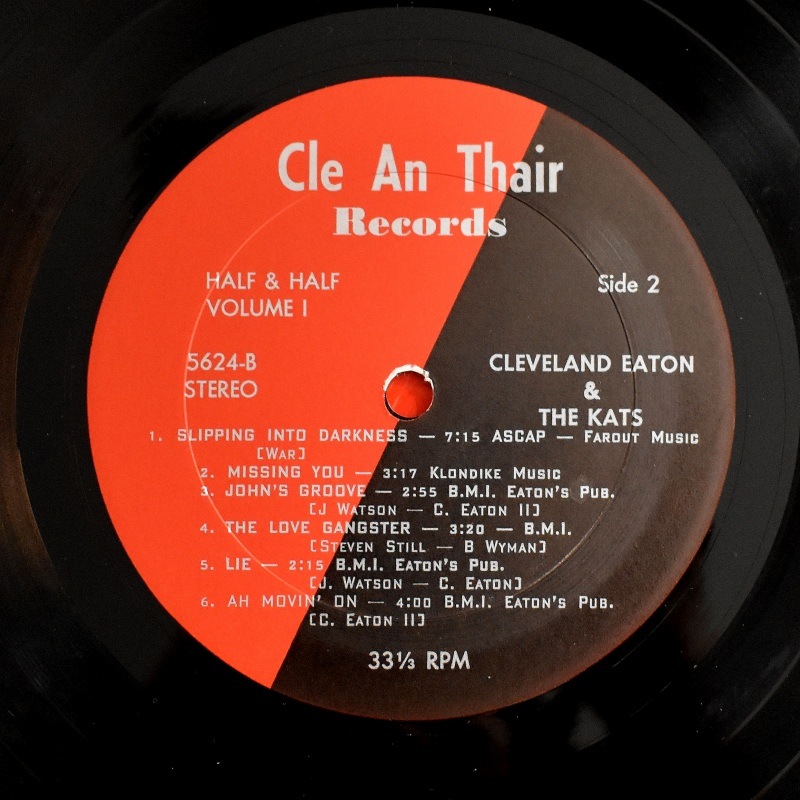 Cle An Thair
Records
HALF & HALF
VOLUME I
Side 2
5624-B
STEREO
CLEVELAND EATON
&
THE KATS
1. SLIPPING INTO DARKNESS — 7:15 ASCAP — FAROUT MUSIC
[WAR]
2. MISSING YOU — 3:17 KLONDIKE MUSIC
3. JOHN'S GROOVE — 2:55 B.M.I. EATON'S PUB.
[J WATSON — C. EATON II]
4. THE LOVE GANGSTER — 3:20 — B.M.I.
[STEVEN STILL — B WYMAN]
5. LIE — 2:15 B.M.I. EATON'S PUB.
[J. WATSON — C. EATON]
6. AH MOVIN' ON — 4:00 B.M.I. EATON'S PUB.
[C. EATON II]
33⅓ RPM